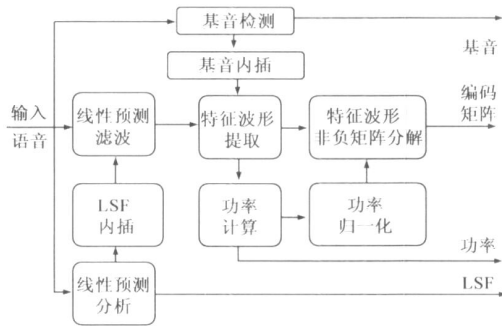 基音检测
基音
基音内插
编码
矩阵
输入
语音
线性预测
滤波
特征波形
提取
特征波形
非负矩阵分解
LSF
内插
功率
计算
功率
归一化
功率
线性预测
分析
LSF